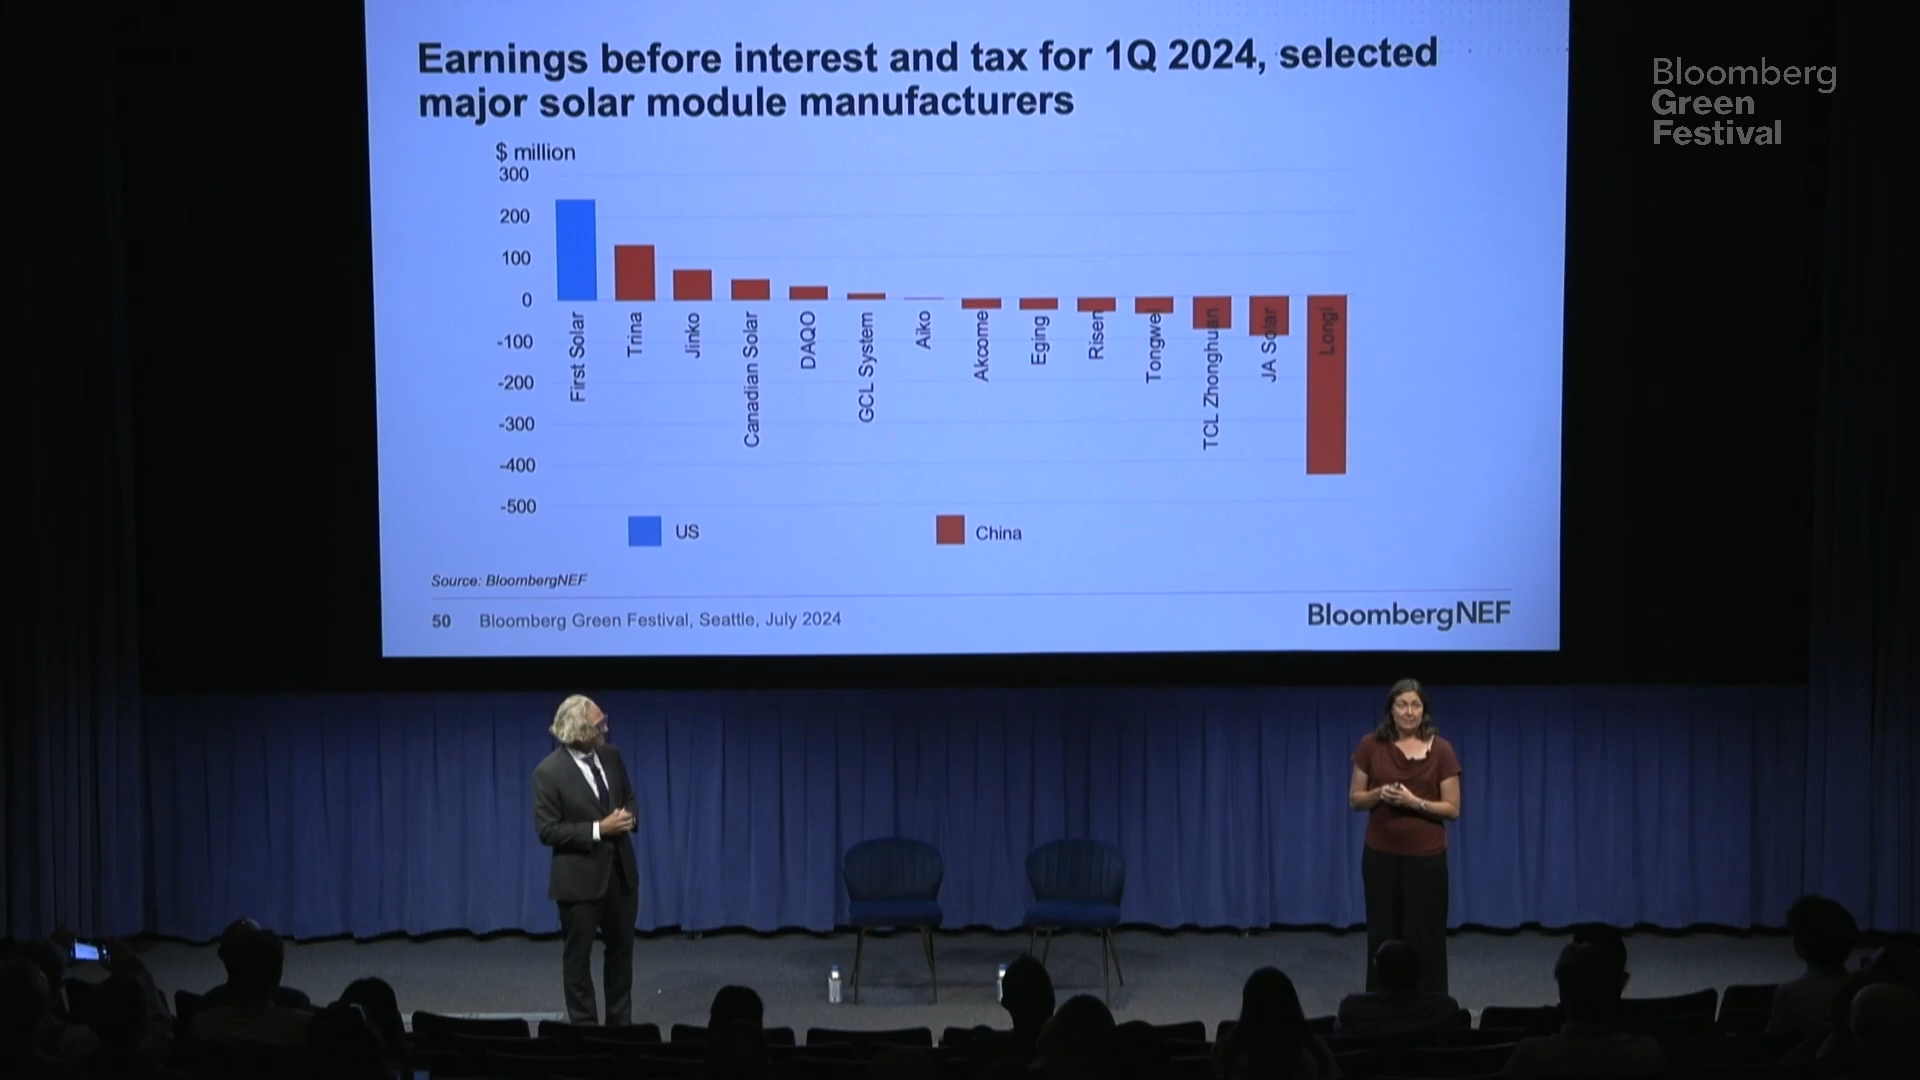 Earnings before interest and tax for 1Q 2024, selected
major solar module manufacturers
Bloomberg
Green
Festival
$ million
300
200
100
0
-100
-200
-300
-400
-500
First Solar
Trina
Jinko
Canadian Solar
DAQO
GCL System
Aiko
Akcome
Eging
Risen
Tongwei
TCL Zhonghuan
JA Solar
Longi
US
China
Source: BloombergNEF
50 Bloomberg Green Festival, Seattle, July 2024
BloombergNEF